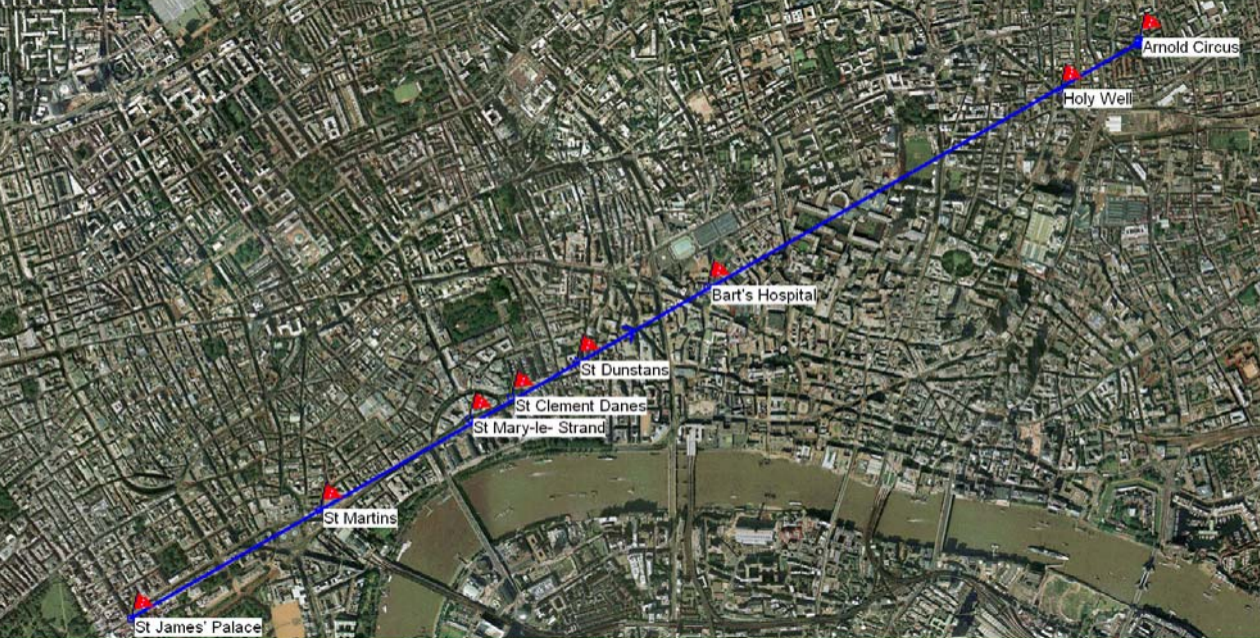 Arnold Circus
Holy Well
Bart's Hospital
St Dunstans
St Clement Danes
St Mary-le- Strand
St Martins
St James' Palace